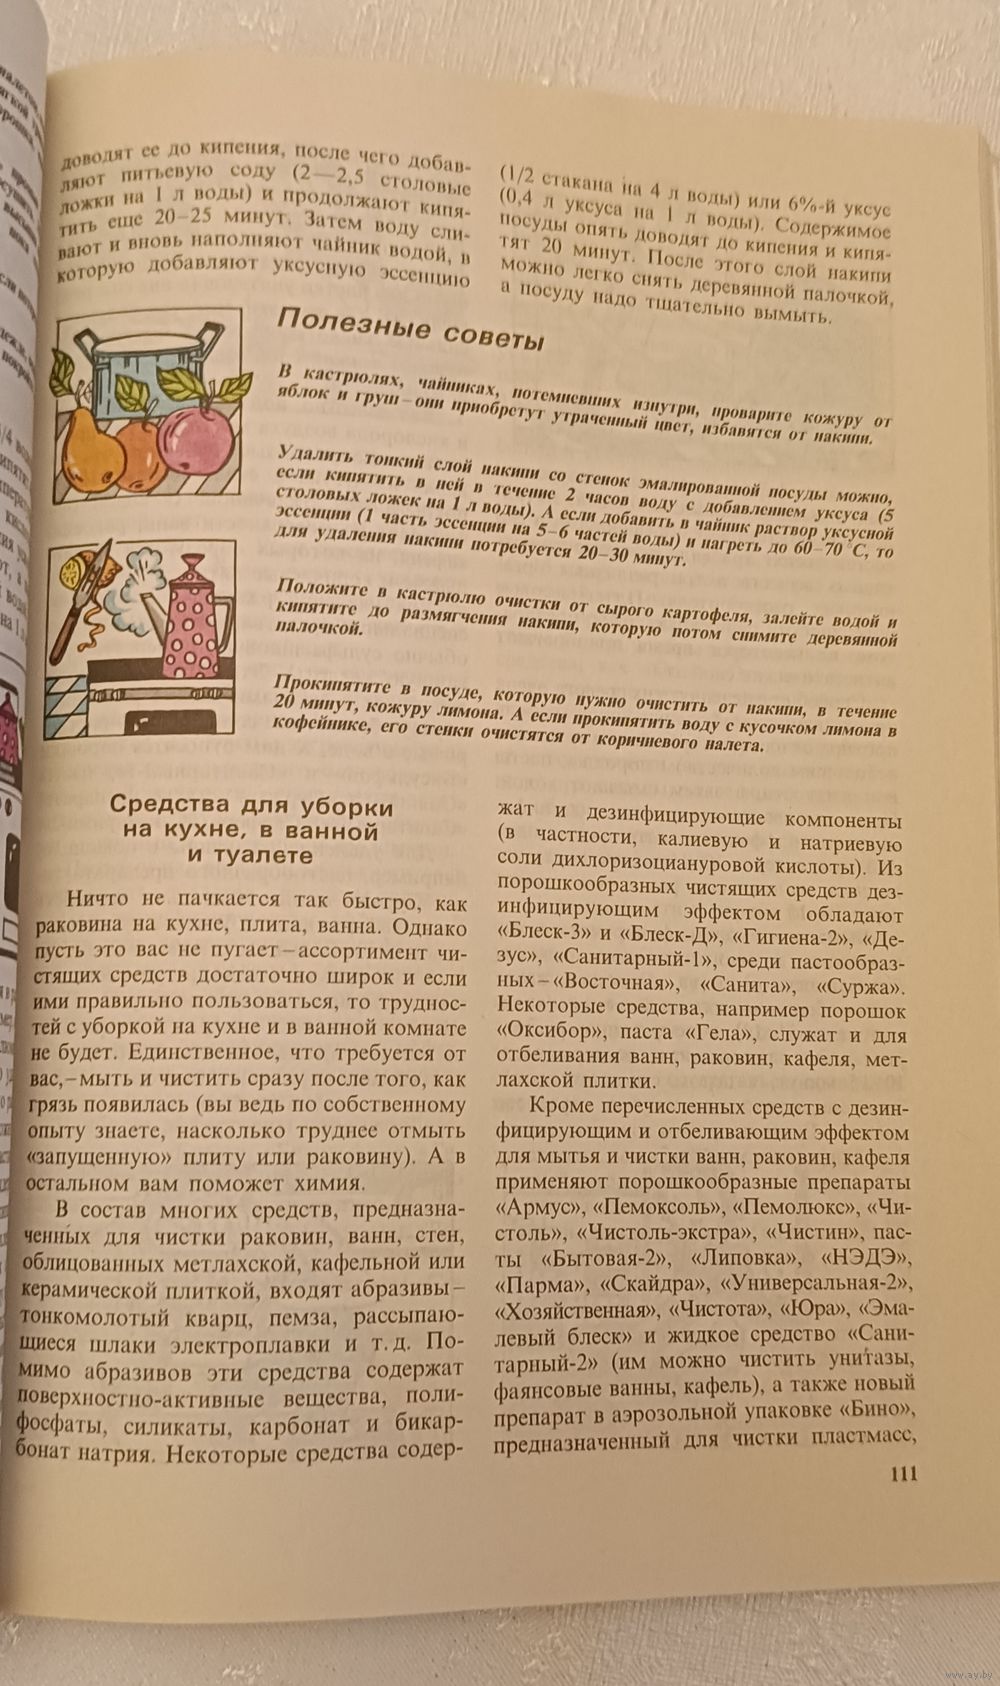 доводят ее до кипения, после чего добав-
ляют питьевую соду (2—2,5 столовые
ложки на 1 л воды) и продолжают кипя-
тить еще 20–25 минут. Затем воду сли-
вают и вновь наполняют чайник водой, в
которую добавляют уксусную эссенцию
(1/2 стакана на 4 л воды) или 6%-й уксус
(0,4 л уксуса на 1 л воды). Содержимое
посуды опять доводят до кипения и кипя-
тят 20 минут. После этого слой накипи
можно легко снять деревянной палочкой,
а посуду надо тщательно вымыть.
Полезные советы
В кастрюлях, чайниках, потемневших изнутри, проварите кожуру от
яблок и груш – они приобретут утраченный цвет, избавятся от накипи.
Удалить тонкий слой накипи со стенок эмалированной посуды можно,
если кипятить в ней в течение 2 часов воду с добавлением уксуса (5
столовых ложек на 1 л воды). А если добавить в чайник раствор уксусной
эссенции (1 часть эссенции на 5–6 частей воды) и нагреть до 60–70 °С, то
для удаления накипи потребуется 20–30 минут.
Положите в кастрюлю очистки от сырого картофеля, залейте водой и
кипятите до размягчения накипи, которую потом снимите деревянной
палочкой.
Прокипятите в посуде, которую нужно очистить от накипи, в течение
20 минут, кожуру лимона. А если прокипятить воду с кусочком лимона в
кофейнике, его стенки очистятся от коричневого налета.
Средства для уборки
на кухне, в ванной
и туалете
Ничто не пачкается так быстро, как
раковина на кухне, плита, ванна. Однако
пусть это вас не пугает – ассортимент чи-
стящих средств достаточно широк и если
ими правильно пользоваться, то труднос-
тей с уборкой на кухне и в ванной комнате
не будет. Единственное, что требуется от
вас, – мыть и чистить сразу после того, как
грязь появилась (вы ведь по собственному
опыту знаете, насколько труднее отмыть
«запущенную» плиту или раковину). А в
остальном вам поможет химия.
В состав многих средств, предназна-
ченных для чистки раковин, ванн, стен,
облицованных метлахской, кафельной или
керамической плиткой, входят абразивы –
тонкомолотый кварц, пемза, рассыпаю-
щиеся шлаки электроплавки и т. д. По-
мимо абразивов эти средства содержат
поверхностно-активные вещества, поли-
фосфаты, силикаты, карбонат и бикар-
бонат натрия. Некоторые средства содер-
жат и дезинфицирующие компоненты
(в частности, калиевую и натриевую
соли дихлоризоциануровой кислоты). Из
порошкообразных чистящих средств дез-
инфицирующим эффектом обладают
«Блеск-3» и «Блеск-Д», «Гигиена-2», «Де-
зус», «Санитарный-1», среди пастообраз-
ных – «Восточная», «Санита», «Суржа».
Некоторые средства, например порошок
«Оксибор», паста «Гела», служат и для
отбеливания ванн, раковин, кафеля, мет-
лахской плитки.
Кроме перечисленных средств с дезин-
фицирующим и отбеливающим эффектом
для мытья и чистки ванн, раковин, кафеля
применяют порошкообразные препараты
«Армус», «Пемоксоль», «Пемолюкс», «Чи-
столь», «Чистоль-экстра», «Чистин», пас-
ты «Бытовая-2», «Липовка», «НЭДЭ»,
«Парма», «Скайдра», «Универсальная-2»,
«Хозяйственная», «Чистота», «Юра», «Эма-
левый блеск» и жидкое средство «Сани-
тарный-2» (им можно чистить унитазы,
фаянсовые ванны, кафель), а также новый
препарат в аэрозольной упаковке «Бино»,
предназначенный для чистки пластмасс,
111
www.ay.by